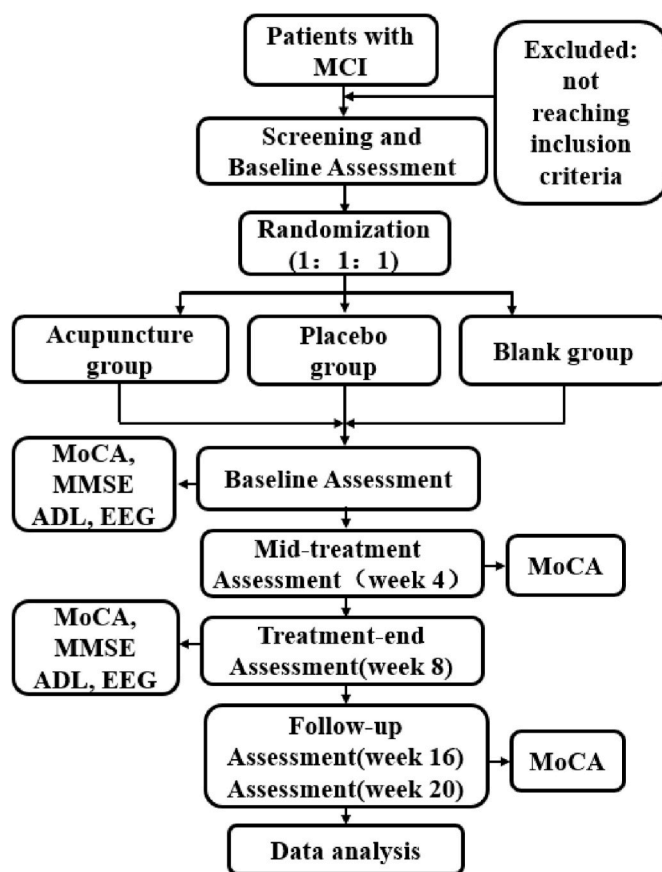 Patients with
MCI
Excluded:
not
reaching
inclusion
criteria
Screening and
Baseline Assessment
Randomization
(1：1：1)
Acupuncture
group
Placebo
group
Blank group
MoCA,
MMSE
ADL, EEG
Baseline Assessment
Mid-treatment
Assessment（week 4）
MoCA
MoCA,
MMSE
ADL, EEG
Treatment-end
Assessment(week 8)
Follow-up
Assessment(week 16)
Assessment(week 20)
MoCA
Data analysis